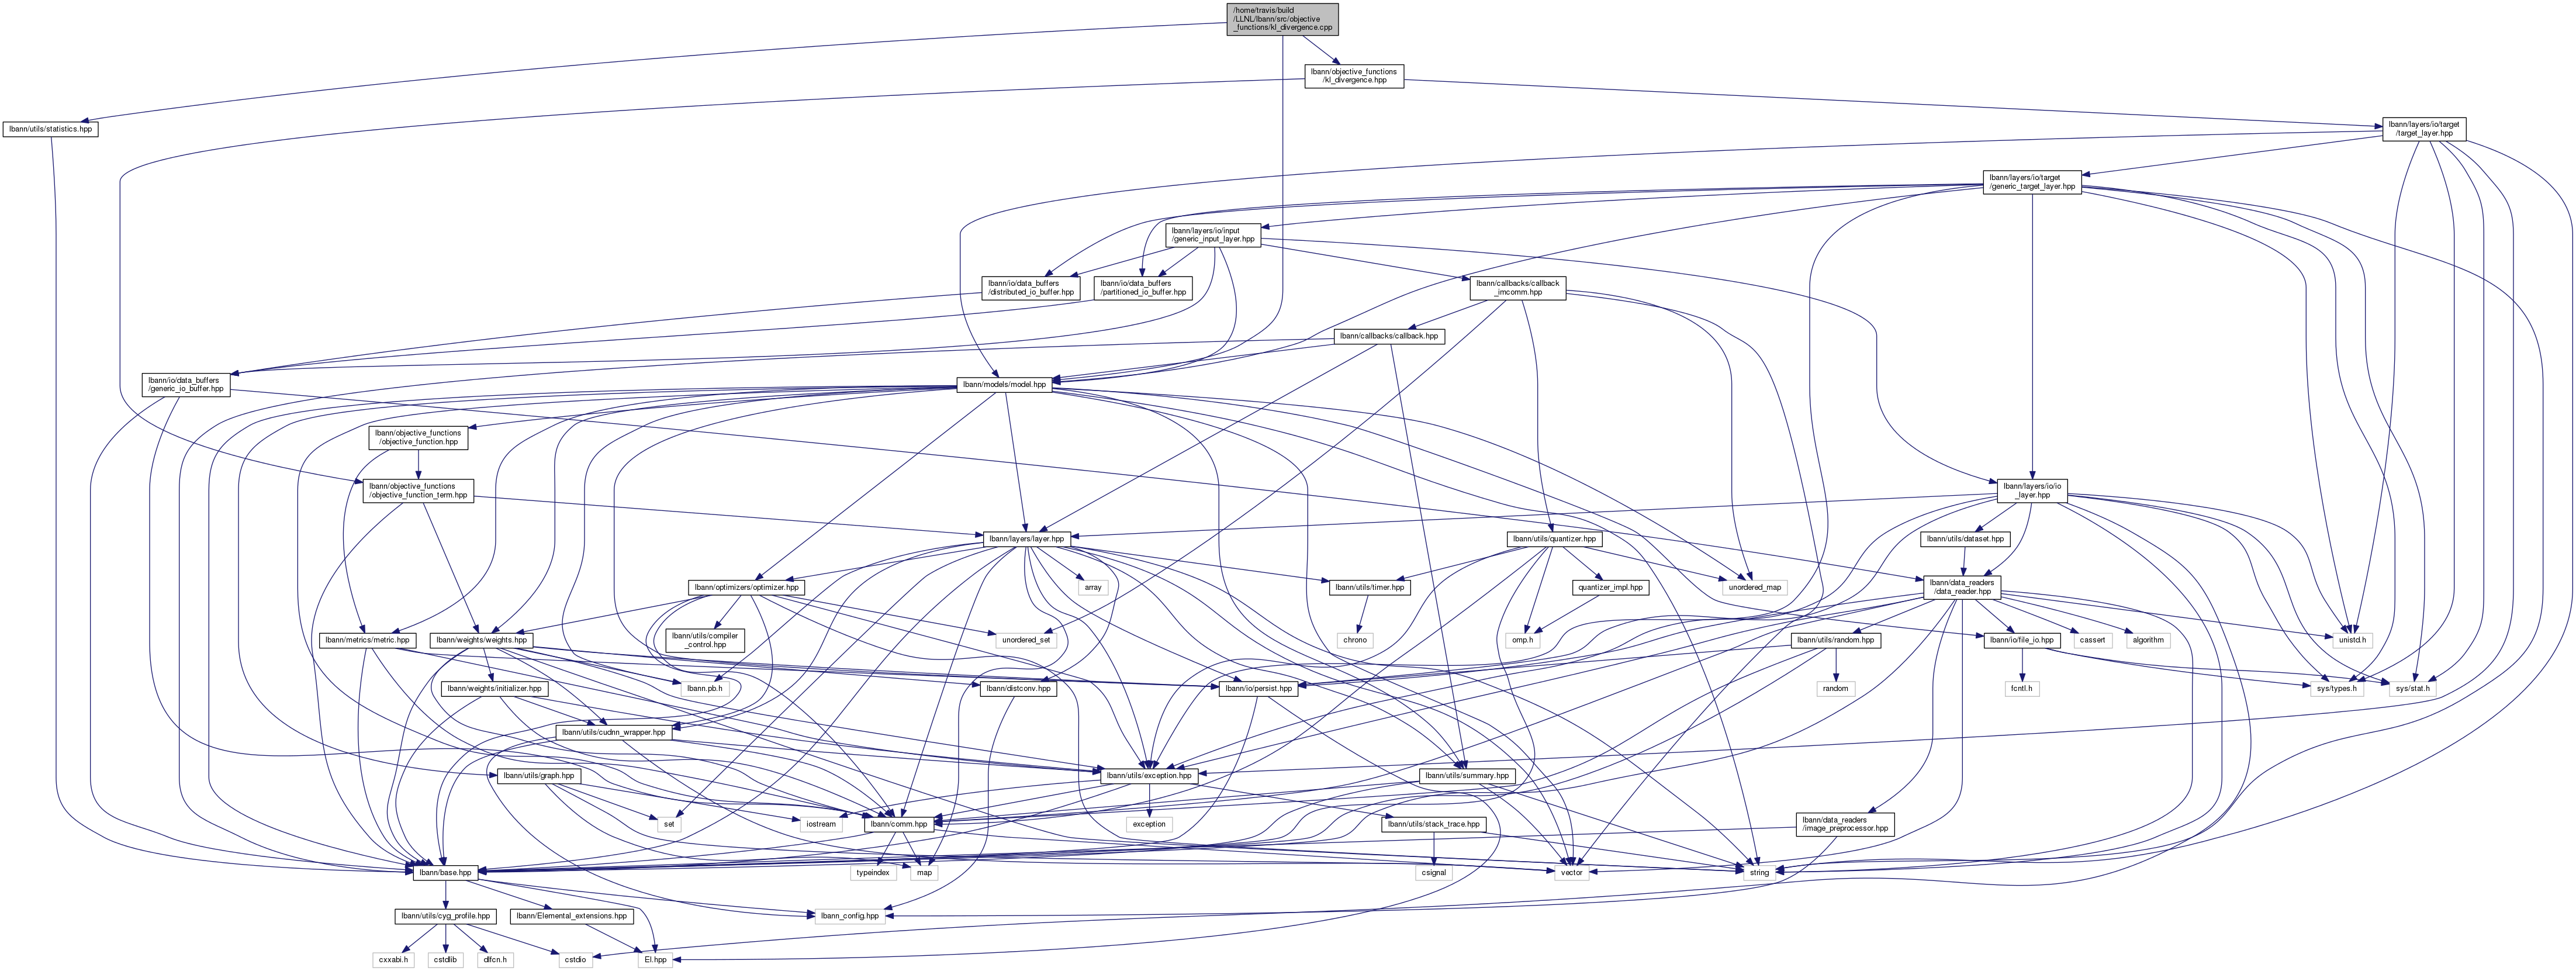 /home/travis/build
/LLNL/lbann/src/objective
_functions/kl_divergence.cpp
lbann/objective_functions
/kl_divergence.hpp
lbann/utils/statistics.hpp
lbann/layers/io/target
/target_layer.hpp
lbann/layers/io/target
/generic_target_layer.hpp
lbann/layers/io/input
/generic_input_layer.hpp
lbann/io/data_buffers
/distributed_io_buffer.hpp
lbann/io/data_buffers
/partitioned_io_buffer.hpp
lbann/callbacks/callback
_imcomm.hpp
lbann/callbacks/callback.hpp
lbann/io/data_buffers
/generic_io_buffer.hpp
lbann/models/model.hpp
lbann/objective_functions
/objective_function.hpp
lbann/objective_functions
/objective_function_term.hpp
lbann/layers/io/io
_layer.hpp
lbann/layers/layer.hpp
lbann/utils/quantizer.hpp
lbann/utils/dataset.hpp
lbann/optimizers/optimizer.hpp
array
lbann/utils/timer.hpp
quantizer_impl.hpp
unordered_map
lbann/data_readers
/data_reader.hpp
lbann/metrics/metric.hpp
lbann/weights/weights.hpp
lbann/utils/compiler
_control.hpp
unordered_set
chrono
omp.h
lbann/utils/random.hpp
lbann/io/file_io.hpp
cassert
algorithm
unistd.h
lbann/weights/initializer.hpp
lbann.pb.h
lbann/distconv.hpp
lbann/io/persist.hpp
random
fcntl.h
sys/types.h
sys/stat.h
lbann/utils/cudnn_wrapper.hpp
lbann/utils/graph.hpp
lbann/utils/exception.hpp
lbann/utils/summary.hpp
set
iostream
lbann/comm.hpp
exception
lbann/utils/stack_trace.hpp
lbann/data_readers
/image_preprocessor.hpp
lbann/base.hpp
typeindex
map
csignal
vector
string
lbann/utils/cyg_profile.hpp
lbann/Elemental_extensions.hpp
lbann_config.hpp
cxxabi.h
cstdlib
dlfcn.h
cstdio
El.hpp